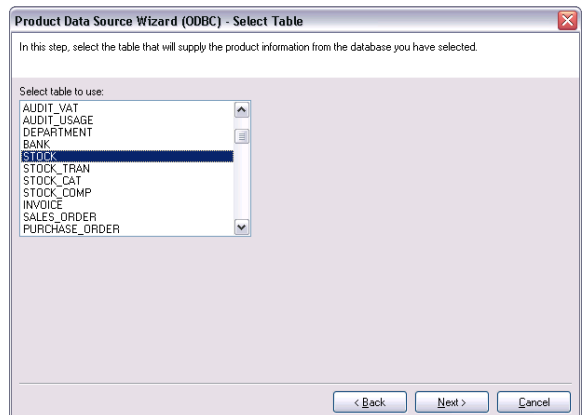 Product Data Source Wizard (ODBC) - Select Table
In this step, select the table that will supply the product information from the database you have selected.
Select table to use:
AUDIT_VAT
AUDIT_USAGE
DEPARTMENT
BANK
STOCK
STOCK_TRAN
STOCK_CAT
STOCK_COMP
INVOICE
SALES_ORDER
PURCHASE_ORDER
< Back Next > Cancel